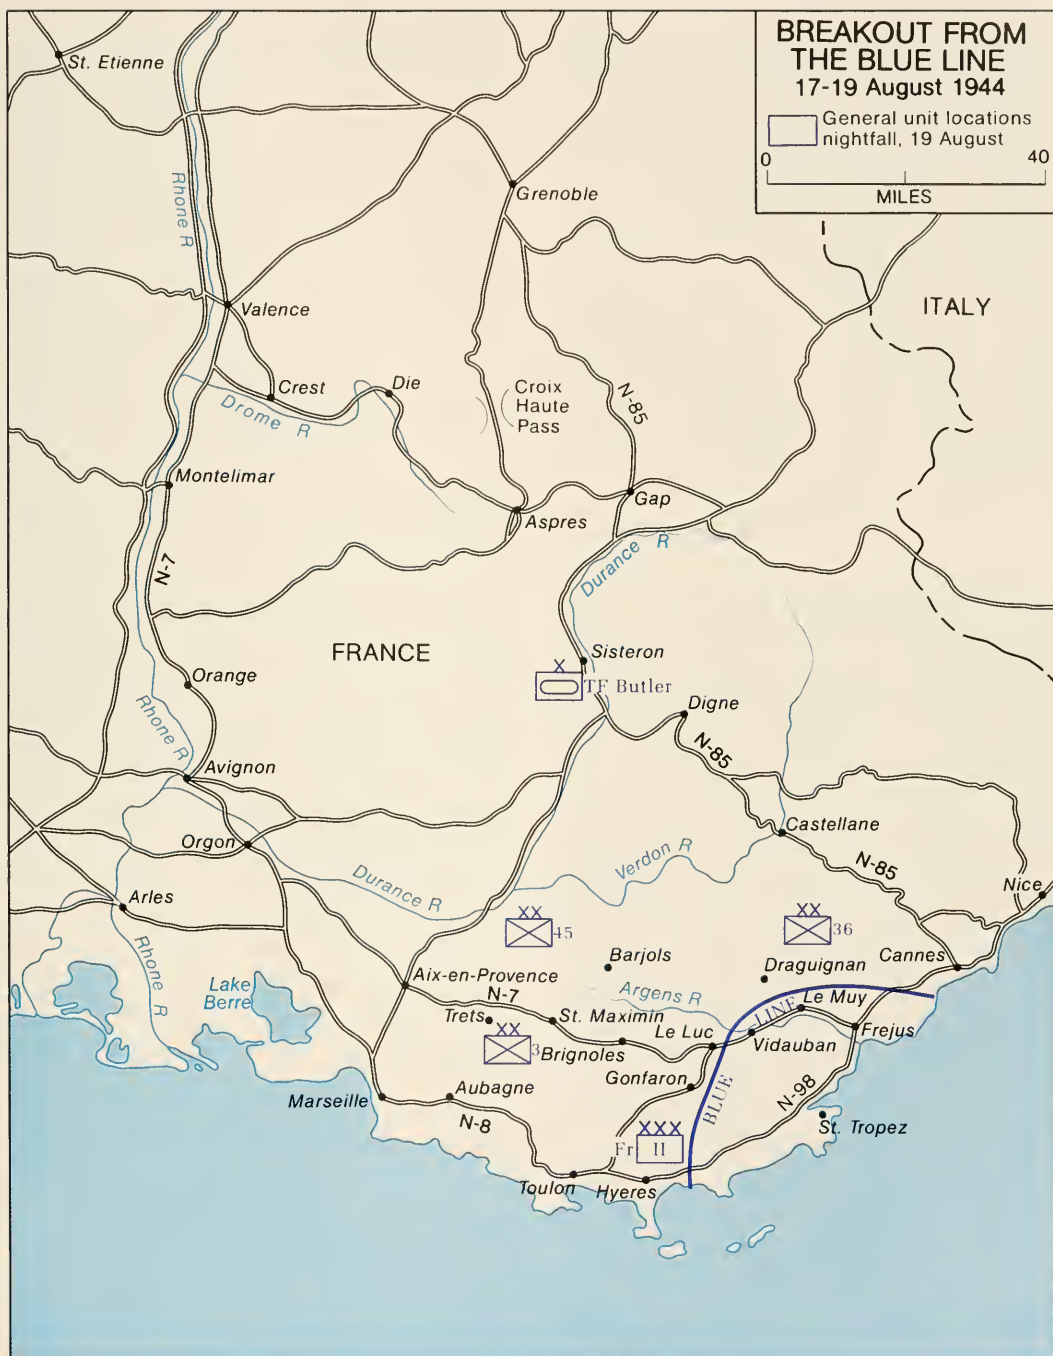 BREAKOUT FROM
THE BLUE LINE
17-19 August 1944
General unit locations
nightfall, 19 August
0 40
MILES
St. Etienne
Rhone R
Grenoble
ITALY
Valence
Crest
Die
Croix
Haute
Pass
N-85
Drome R
Montelimar
Gap
Aspres
Durance R
N-7
FRANCE
Sisteron
X
TF Butler
Orange
Digne
Rhone R
N-85
Avignon
Castellane
Orgon
Verdon R
N-85
Durance R
Nice
Arles
XX
45
XX
36
Rhone R
Barjols
Cannes
Aix-en-Provence
Draguignan
Lake
Berre
N-7
Argens R
LINE
Le Muy
Trets
St. Maximin
Le Luc
Frejus
XX
3
Brignoles
Vidauban
Gonfaron
BLUE
N-98
Marseille
Aubagne
N-8
St. Tropez
XXX
Fr II
Toulon
Hyeres